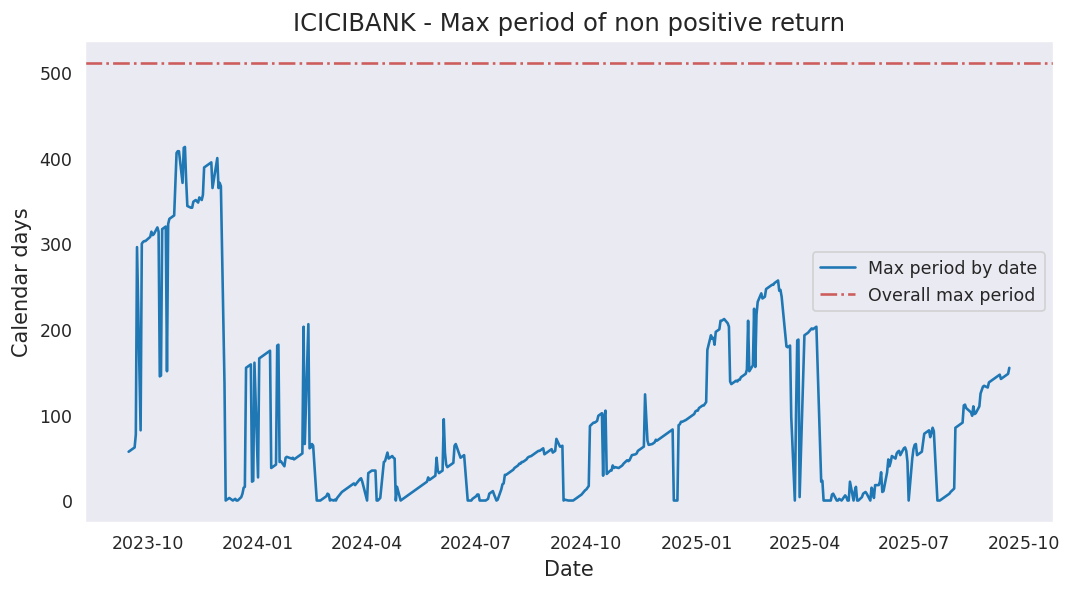 ICICIBANK - Max period of non positive return
Calendar days
500
400
300
200
100
0
Max period by date
Overall max period
2023-10 2024-01 2024-04 2024-07 2024-10 2025-01 2025-04 2025-07 2025-10
Date